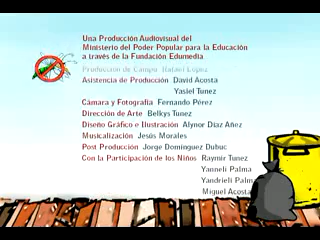 Una Producción Audiovisual del
Ministerio del Poder Popular para la Educación
a través de la Fundación Edumedia
Producción de Campo Rafael López
Asistencia de Producción David Acosta
Yasiel Tunez
Cámara y Fotografía Fernando Pérez
Dirección de Arte Belkys Tunez
Diseño Gráfico e Ilustración Alynor Díaz Añez
Musicalización Jesús Morales
Post Producción Jorge Domínguez Dubuc
Con la Participación de los Niños Raymir Tunez
Yanneli Palma
Yandrieli Palma
Miguel Acosta